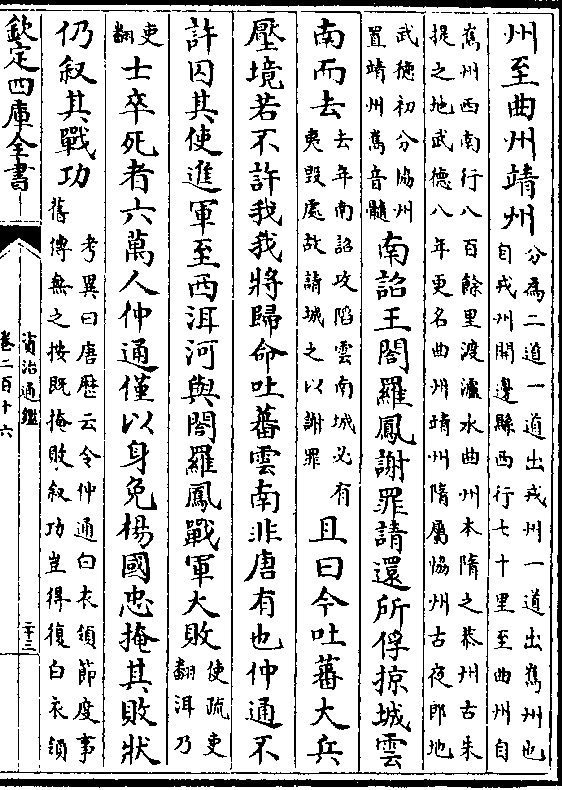 州至曲州靖州
分爲二道一道出戎州一道出巂州也
自戎州開邊縣西行七十里至曲州自
巂州西南行八百餘里渡瀘水曲州本隋之恭州古朱
提之地武德八年更名曲州靖州隋屬恊州古夜郎地
武德初分恊州
置靖州巂音髓
南詔王閤羅鳳謝罪請還所俘掠城雲
南而去
去年南詔攻陷雲南城必有
夷毀處故請城之以謝罪
且曰今吐蕃大兵
壓境若不許我我將歸命吐蕃雲南非唐有也仲通不
許囚其使進軍至西洱河與閤羅鳳戰軍大敗
使疏吏
翻洱乃
吏
翻
士卒死者六萬人仲通僅以身免楊國忠掩其敗狀
仍叙其戰功
考異曰唐歷云令仲通白衣領節度事
舊傳無之按既掩敗叙功豈得復白衣領
欽定四庫全書
資治通鑑
卷二百十六
二十三